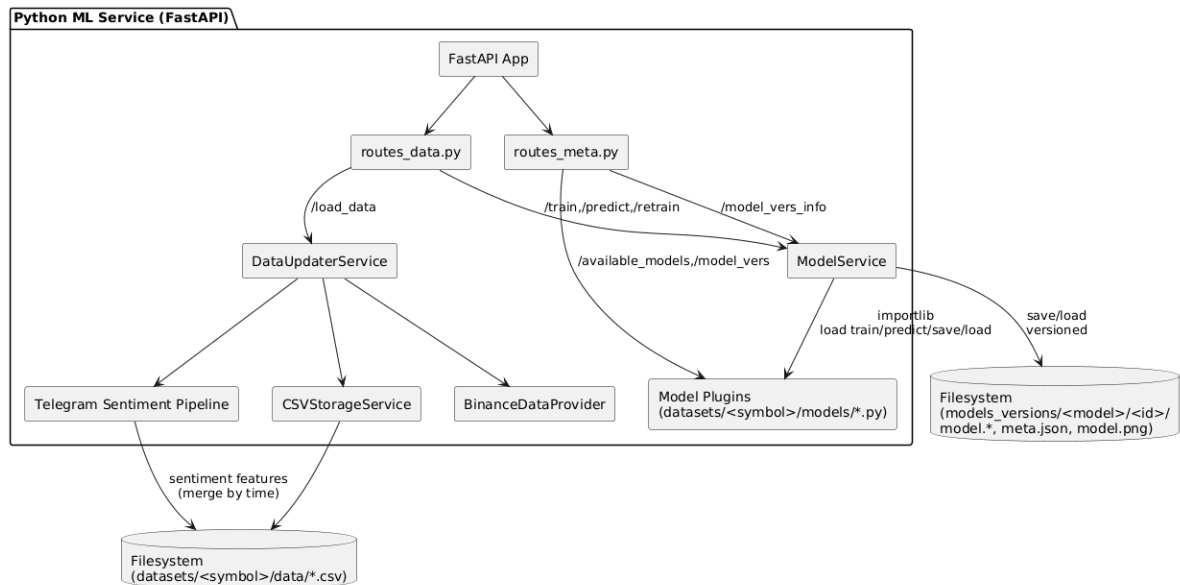 Python ML Service (FastAPI)
FastAPI App
routes_data.py
routes_meta.py
/load_data
/train,/predict,/retrain
/model_vers_info
DataUpdaterService
/available_models,/model_vers
ModelService
importlib
load train/predict/save/load
save/load
versioned
Telegram Sentiment Pipeline
CSVStorageService
BinanceDataProvider
Model Plugins
(datasets/<symbol>/models/*.py)
Filesystem
(models_versions/<model>/<id>/
model.*, meta.json, model.png)
sentiment features
(merge by time)
Filesystem
(datasets/<symbol>/data/*.csv)